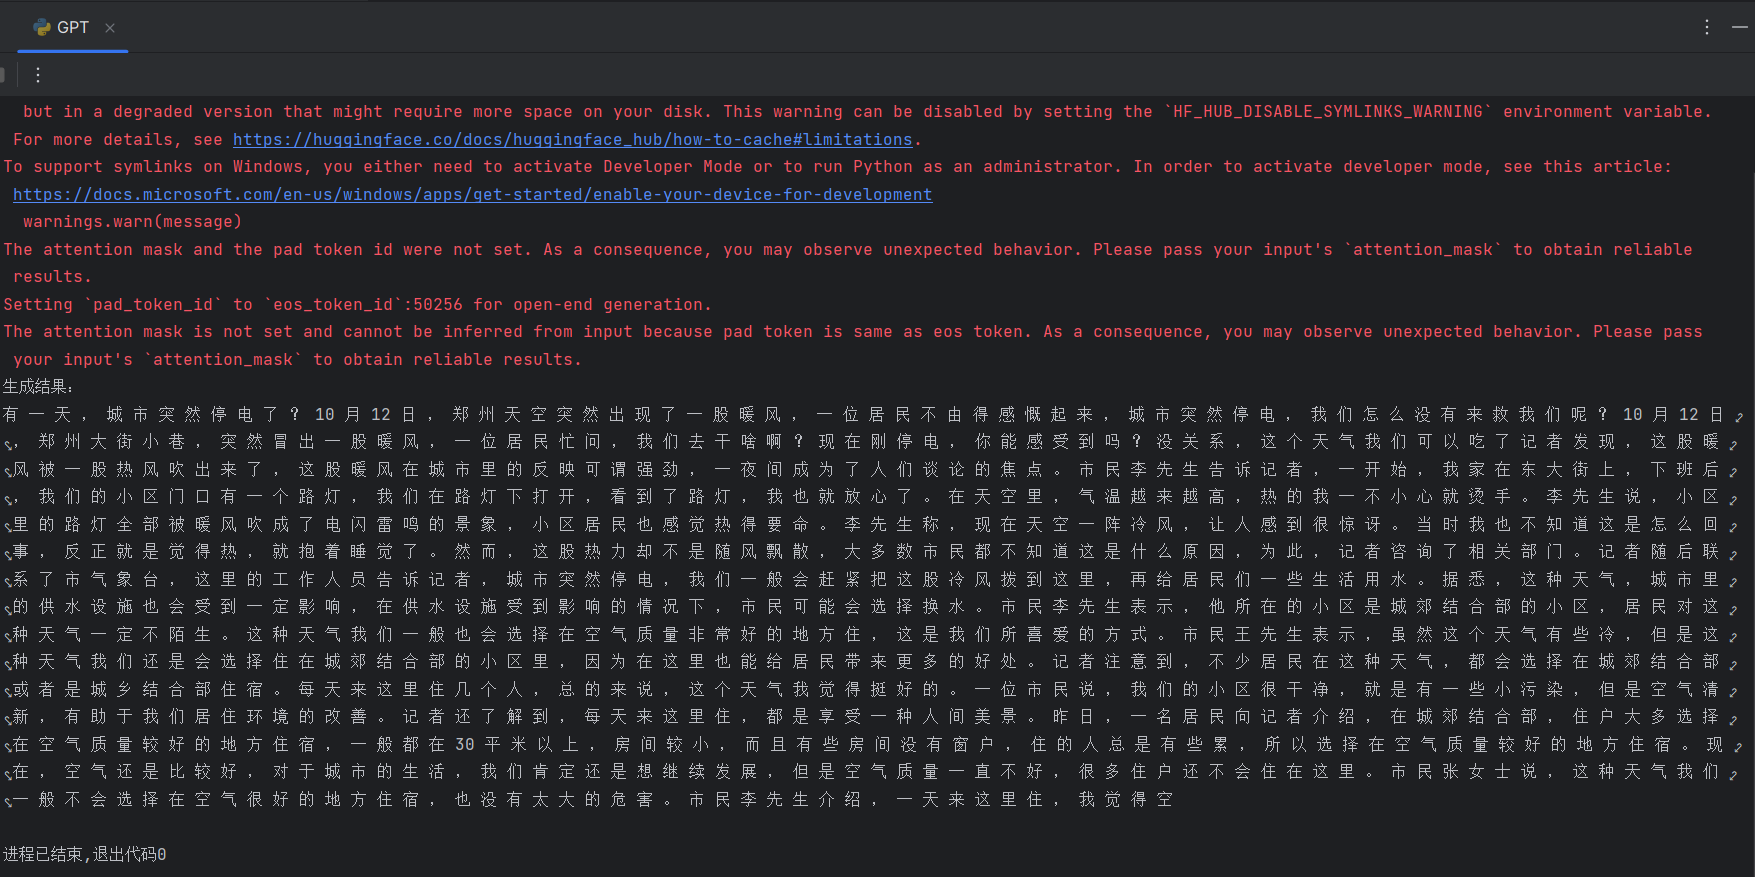 GPT
but in a degraded version that might require more space on your disk. This warning can be disabled by setting the `HF_HUB_DISABLE_SYMLINKS_WARNING` environment variable.
For more details, see https://huggingface.co/docs/huggingface_hub/how-to-cache#limitations.
To support symlinks on Windows, you either need to activate Developer Mode or to run Python as an administrator. In order to activate developer mode, see this article:
https://docs.microsoft.com/en-us/windows/apps/get-started/enable-your-device-for-development
warnings.warn(message)
The attention mask and the pad token id were not set. As a consequence, you may observe unexpected behavior. Please pass your input's `attention_mask` to obtain reliable
results.
Setting `pad_token_id` to `eos_token_id`:50256 for open-end generation.
The attention mask is not set and cannot be inferred from input because pad token is same as eos token. As a consequence, you may observe unexpected behavior. Please pass
your input's `attention_mask` to obtain reliable results.
生成结果:
有 一 天 ， 城 市 突 然 停 电 了 ？ 10 月 12 日 ， 郑 州 天 空 突 然 出 现 了 一 股 暖 风 ， 一 位 居 民 不 由 得 感 慨 起 来 ， 城 市 突 然 停 电 ， 我 们 怎 么 没 有 来 救 我 们 呢 ？ 10 月 12 日
， 郑 州 大 街 小 巷 ， 突 然 冒 出 一 股 暖 风 ， 一 位 居 民 忙 问 ， 我 们 去 干 啥 啊 ？ 现 在 刚 停 电 ， 你 能 感 受 到 吗 ？ 没 关 系 ， 这 个 天 气 我 们 可 以 吃 了 记 者 发 现 ， 这 股 暖
风 被 一 股 热 风 吹 出 来 了 ， 这 股 暖 风 在 城 市 里 的 反 映 可 谓 强 劲 ， 一 夜 间 成 为 了 人 们 谈 论 的 焦 点 。 市 民 李 先 生 告 诉 记 者 ， 一 开 始 ， 我 家 在 东 大 街 上 ， 下 班 后
， 我 们 的 小 区 门 口 有 一 个 路 灯 ， 我 们 在 路 灯 下 打 开 ， 看 到 了 路 灯 ， 我 也 就 放 心 了 。 在 天 空 里 ， 气 温 越 来 越 高 ， 热 的 我 一 不 小 心 就 烫 手 。 李 先 生 说 ， 小 区
里 的 路 灯 全 部 被 暖 风 吹 成 了 电 闪 雷 鸣 的 景 象 ， 小 区 居 民 也 感 觉 热 得 要 命 。 李 先 生 称 ， 现 在 天 空 一 阵 冷 风 ， 让 人 感 到 很 惊 讶 。 当 时 我 也 不 知 道 这 是 怎 么 回
事 ， 反 正 就 是 觉 得 热 ， 就 抱 着 睡 觉 了 。 然 而 ， 这 股 热 力 却 不 是 随 风 飘 散 ， 大 多 数 市 民 都 不 知 道 这 是 什 么 原 因 ， 为 此 ， 记 者 咨 询 了 相 关 部 门 。 记 者 随 后 联
系 了 市 气 象 台 ， 这 里 的 工 作 人 员 告 诉 记 者 ， 城 市 突 然 停 电 ， 我 们 一 般 会 赶 紧 把 这 股 冷 风 拨 到 这 里 ， 再 给 居 民 们 一 些 生 活 用 水 。 据 悉 ， 这 种 天 气 ， 城 市 里
的 供 水 设 施 也 会 受 到 一 定 影 响 ， 在 供 水 设 施 受 到 影 响 的 情 况 下 ， 市 民 可 能 会 选 择 换 水 。 市 民 李 先 生 表 示 ， 他 所 在 的 小 区 是 城 郊 结 合 部 的 小 区 ， 居 民 对 这
种 天 气 一 定 不 陌 生 。 这 种 天 气 我 们 一 般 也 会 选 择 在 空 气 质 量 非 常 好 的 地 方 住 ， 这 是 我 们 所 喜 爱 的 方 式 。 市 民 王 先 生 表 示 ， 虽 然 这 个 天 气 有 些 冷 ， 但 是 这
种 天 气 我 们 还 是 会 选 择 住 在 城 郊 结 合 部 的 小 区 里 ， 因 为 在 这 里 也 能 给 居 民 带 来 更 多 的 好 处 。 记 者 注 意 到 ， 不 少 居 民 在 这 种 天 气 ， 都 会 选 择 在 城 郊 结 合 部
或 者 是 城 乡 结 合 部 住 宿 。 每 天 来 这 里 住 几 个 人 ， 总 的 来 说 ， 这 个 天 气 我 觉 得 挺 好 的 。 一 位 市 民 说 ， 我 们 的 小 区 很 干 净 ， 就 是 有 一 些 小 污 染 ， 但 是 空 气 清
新 ， 有 助 于 我 们 居 住 环 境 的 改 善 。 记 者 还 了 解 到 ， 每 天 来 这 里 住 ， 都 是 享 受 一 种 人 间 美 景 。 昨 日 ， 一 名 居 民 向 记 者 介 绍 ， 在 城 郊 结 合 部 ， 住 户 大 多 选 择
在 空 气 质 量 较 好 的 地 方 住 宿 ， 一 般 都 在 30 平 米 以 上 ， 房 间 较 小 ， 而 且 有 些 房 间 没 有 窗 户 ， 住 的 人 总 是 有 些 累 ， 所 以 选 择 在 空 气 质 量 较 好 的 地 方 住 宿 。 现
在 ， 空 气 还 是 比 较 好 ， 对 于 城 市 的 生 活 ， 我 们 肯 定 还 是 想 继 续 发 展 ， 但 是 空 气 质 量 一 直 不 好 ， 很 多 住 户 还 不 会 住 在 这 里 。 市 民 张 女 士 说 ， 这 种 天 气 我 们
一 般 不 会 选 择 在 空 气 很 好 的 地 方 住 宿 ， 也 没 有 太 大 的 危 害 。 市 民 李 先 生 介 绍 ， 一 天 来 这 里 住 ， 我 觉 得 空
进程已结束,退出代码0